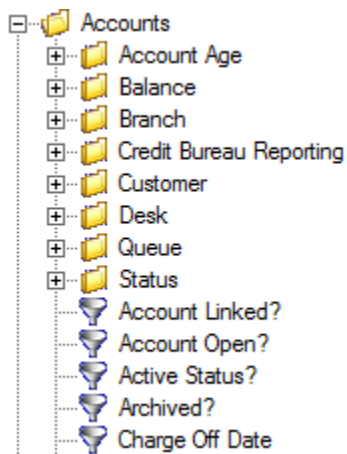 Accounts
Account Age
Balance
Branch
Credit Bureau Reporting
Customer
Desk
Queue
Status
Account Linked?
Account Open?
Active Status?
Archived?
Charge Off Date